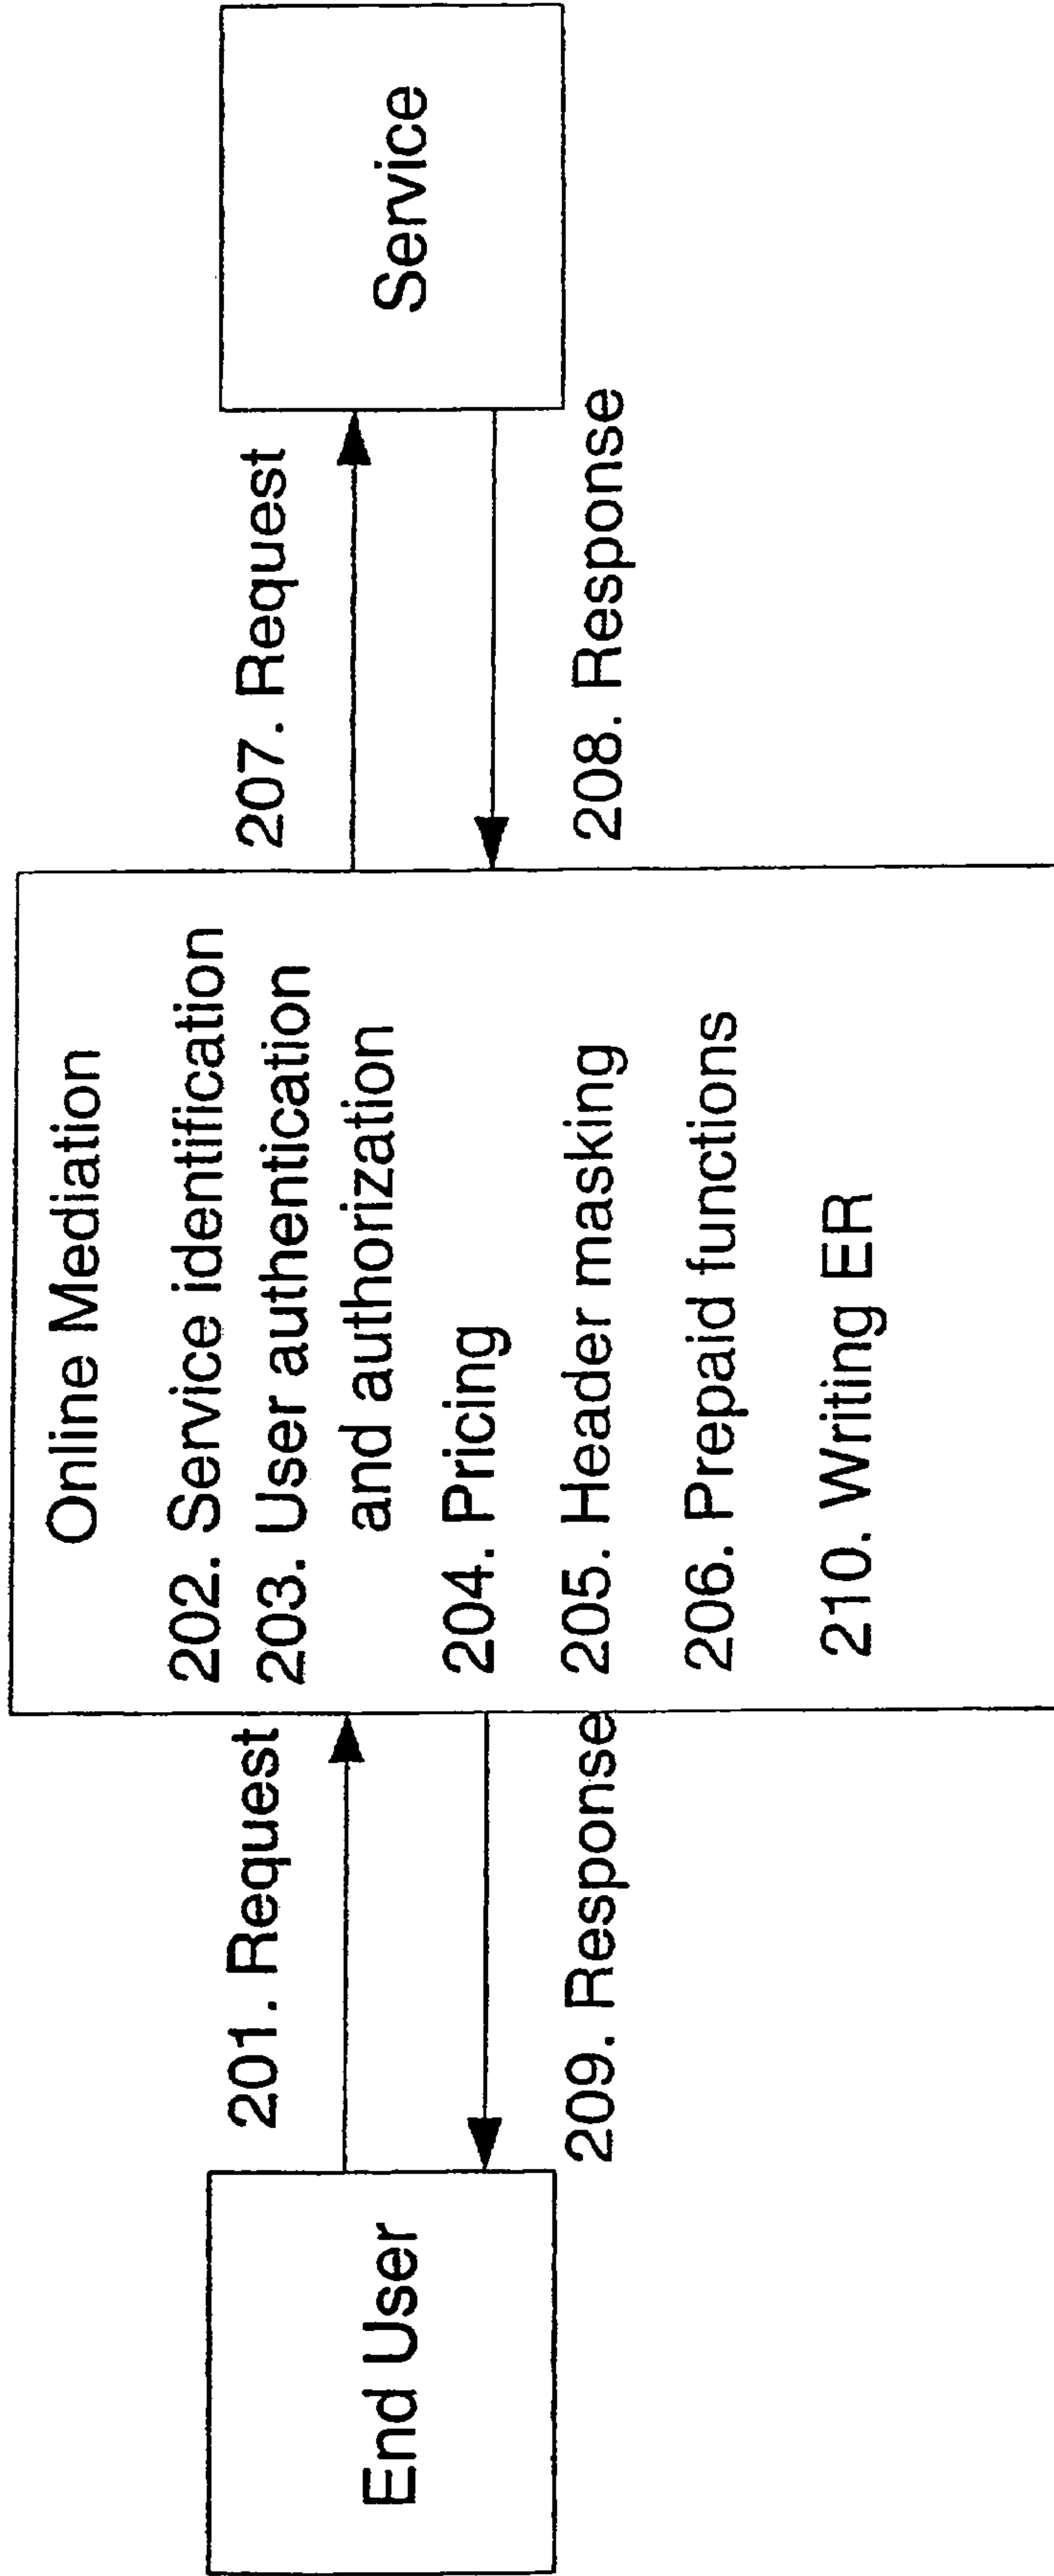 End User
201. Request
209. Response
Online Mediation
202. Service identification
203. User authentication
and authorization
204. Pricing
205. Header masking
206. Prepaid functions
210. Writing ER
207. Request
208. Response
Service